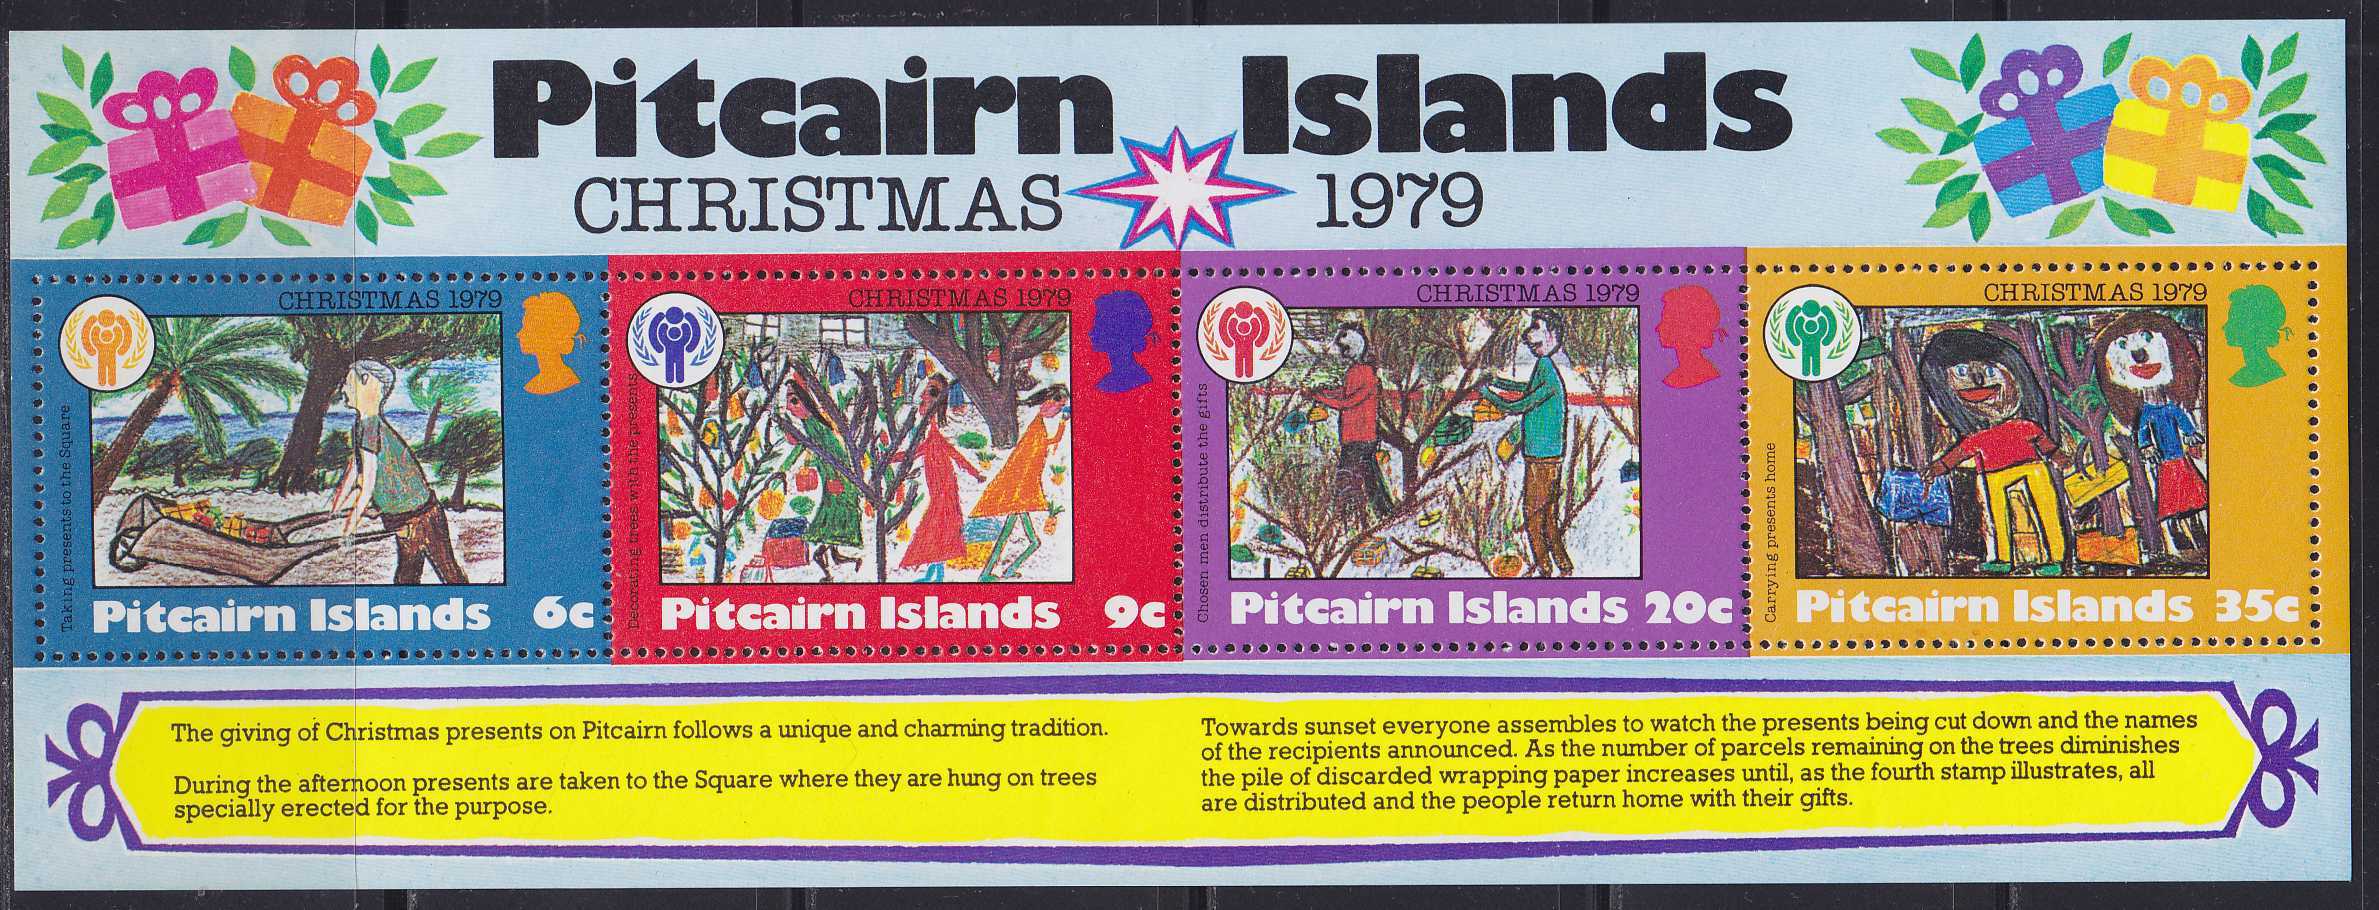 Pitcairn Islands
CHRISTMAS 1979
CHRISTMAS 1979
Taking presents to the Square
Pitcairn Islands 6c
CHRISTMAS 1979
Decorating trees with the presents
Pitcairn Islands 9c
CHRISTMAS 1979
Chosen men distribute the gifts
Pitcairn Islands 20c
CHRISTMAS 1979
Carrying presents home
Pitcairn Islands 35c
The giving of Christmas presents on Pitcairn follows a unique and charming tradition.
During the afternoon presents are taken to the Square where they are hung on trees
specially erected for the purpose.
Towards sunset everyone assembles to watch the presents being cut down and the names
of the recipients announced. As the number of parcels remaining on the trees diminishes
the pile of discarded wrapping paper increases until, as the fourth stamp illustrates, all
are distributed and the people return home with their gifts.